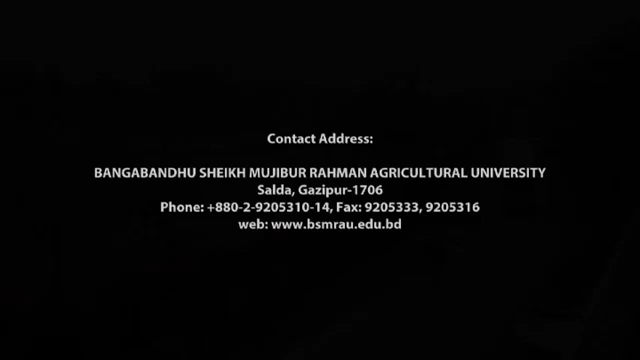 Contact Address:
BANGABANDHU SHEIKH MUJIBUR RAHMAN AGRICULTURAL UNIVERSITY
Salda, Gazipur-1706
Phone: +880-2-9205310-14, Fax: 9205333, 9205316
web: www.bsmrau.edu.bd